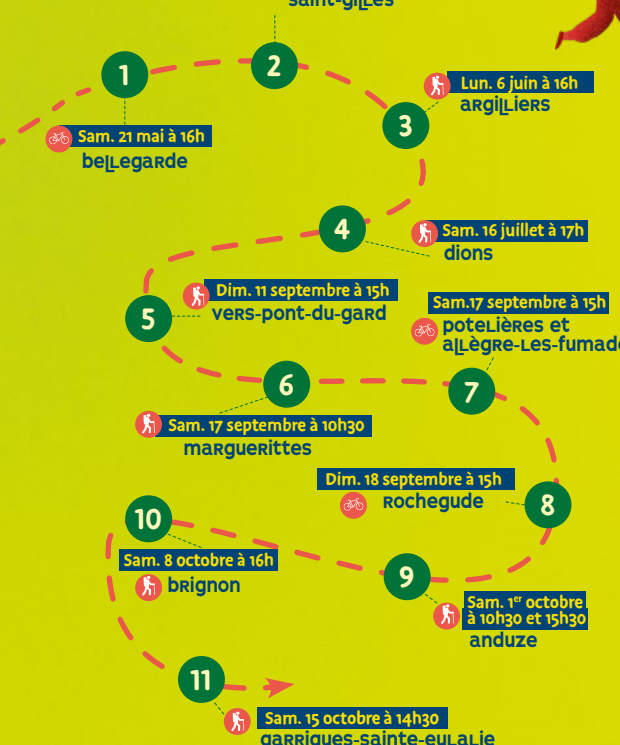 saint-gilles
1
2
Sam. 21 mai à 16h
bellegarde
Lun. 6 juin à 16h
argilliers
3
4
Sam. 16 juillet à 17h
dions
5
Dim. 11 septembre à 15h
vers-pont-du-gard
Sam.17 septembre à 15h
potelières et
allègre-les-fumad
6
7
Sam. 17 septembre à 10h30
marguerittes
Dim. 18 septembre à 15h
rochegude
8
10
Sam. 8 octobre à 16h
brignon
9
Sam. 1er octobre
à 10h30 et 15h30
anduze
11
Sam. 15 octobre à 14h30
garrigues-sainte-eulalie